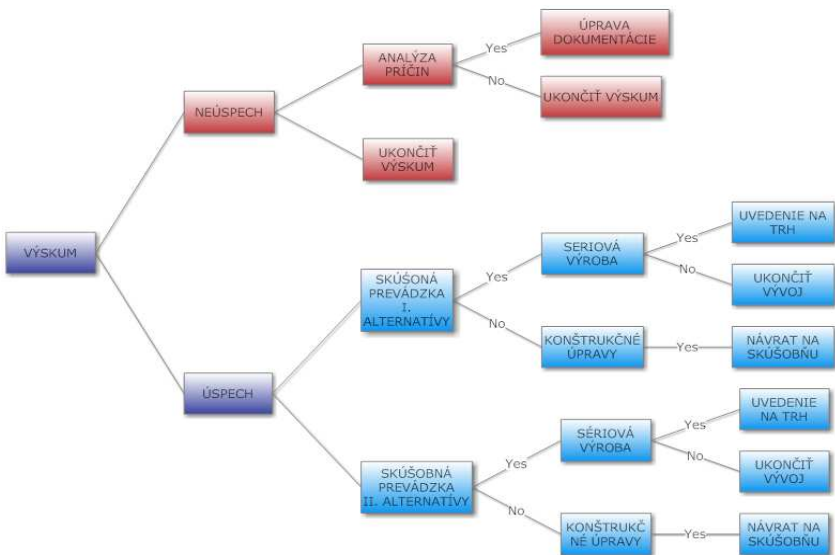 ÚPRAVA
DOKUMENTÁCIE
Yes
ANALÝZA
PRÍČIN
No
UKONČIŤ VÝSKUM
NEÚSPECH
UKONČIŤ
VÝSKUM
VÝSKUM
UVEDENIE NA
TRH
Yes
SERIOVÁ
VÝROBA
No
UKONČIŤ
VÝVOJ
Yes
SKÚŚONÁ
PREVÁDZKA
I.
ALTERNATÍVY
No
KONŠTRUKČNÉ
ÚPRAVY
Yes
NÁVRAT NA
SKÚŠOBŇU
ÚSPECH
UVEDENIE
NA TRH
Yes
SÉRIOVÁ
VÝROBA
No
UKONČIŤ
VÝVOJ
Yes
SKÚŠOBNÁ
PREVÁDZKA
II. ALTERNATÍVY
No
KONŠTRUKČ
NÉ ÚPRAVY
Yes
NÁVRAT NA
SKÚŠOBŇU